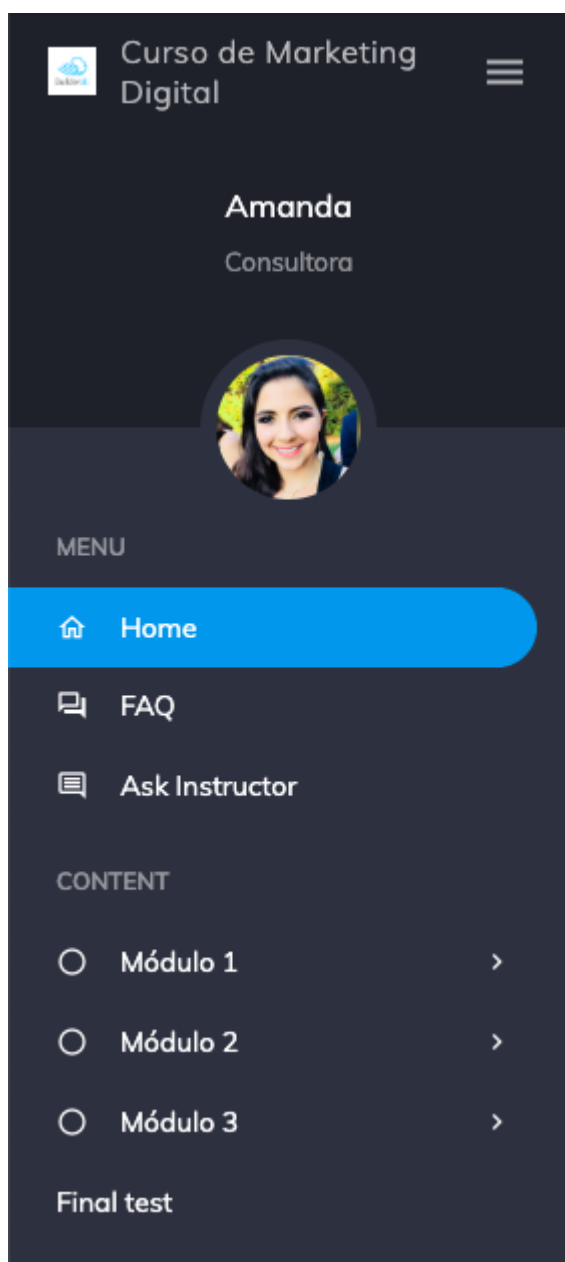 Curso de Marketing
Digital
Amanda
Consultora
MENU
Home
FAQ
Ask Instructor
CONTENT
Módulo 1
Módulo 2
Módulo 3
Final test